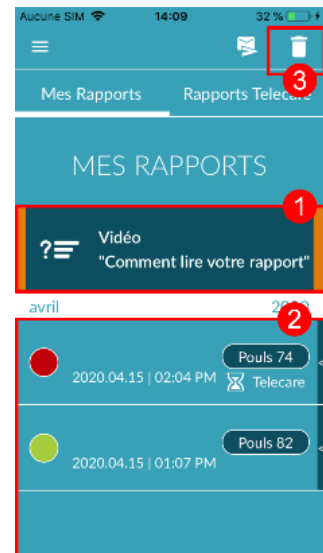 Aucune SIM 14:09 32 %
3
Mes Rapports Rapports Telecare
MES RAPPORTS
1
?
Vidéo
"Comment lire votre rapport"
avril
2
Pouls 74
2020.04.15 | 02:04 PM Telecare
Pouls 82
2020.04.15 | 01:07 PM